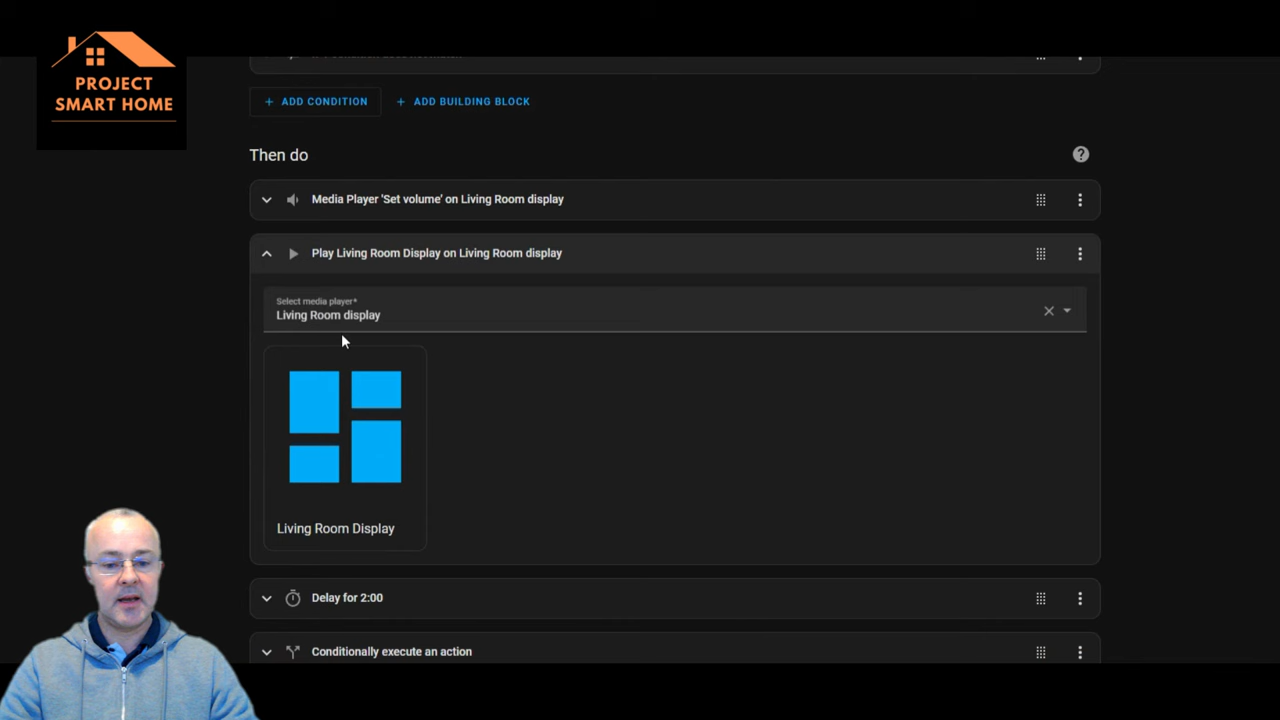 PROJECT
SMART HOME
ADD CONDITION
ADD BUILDING BLOCK
Then do
Media Player 'Set volume' on Living Room display
Play Living Room Display on Living Room display
Select media player*
Living Room display
Living Room Display
Delay for 2:00
Conditionally execute an action